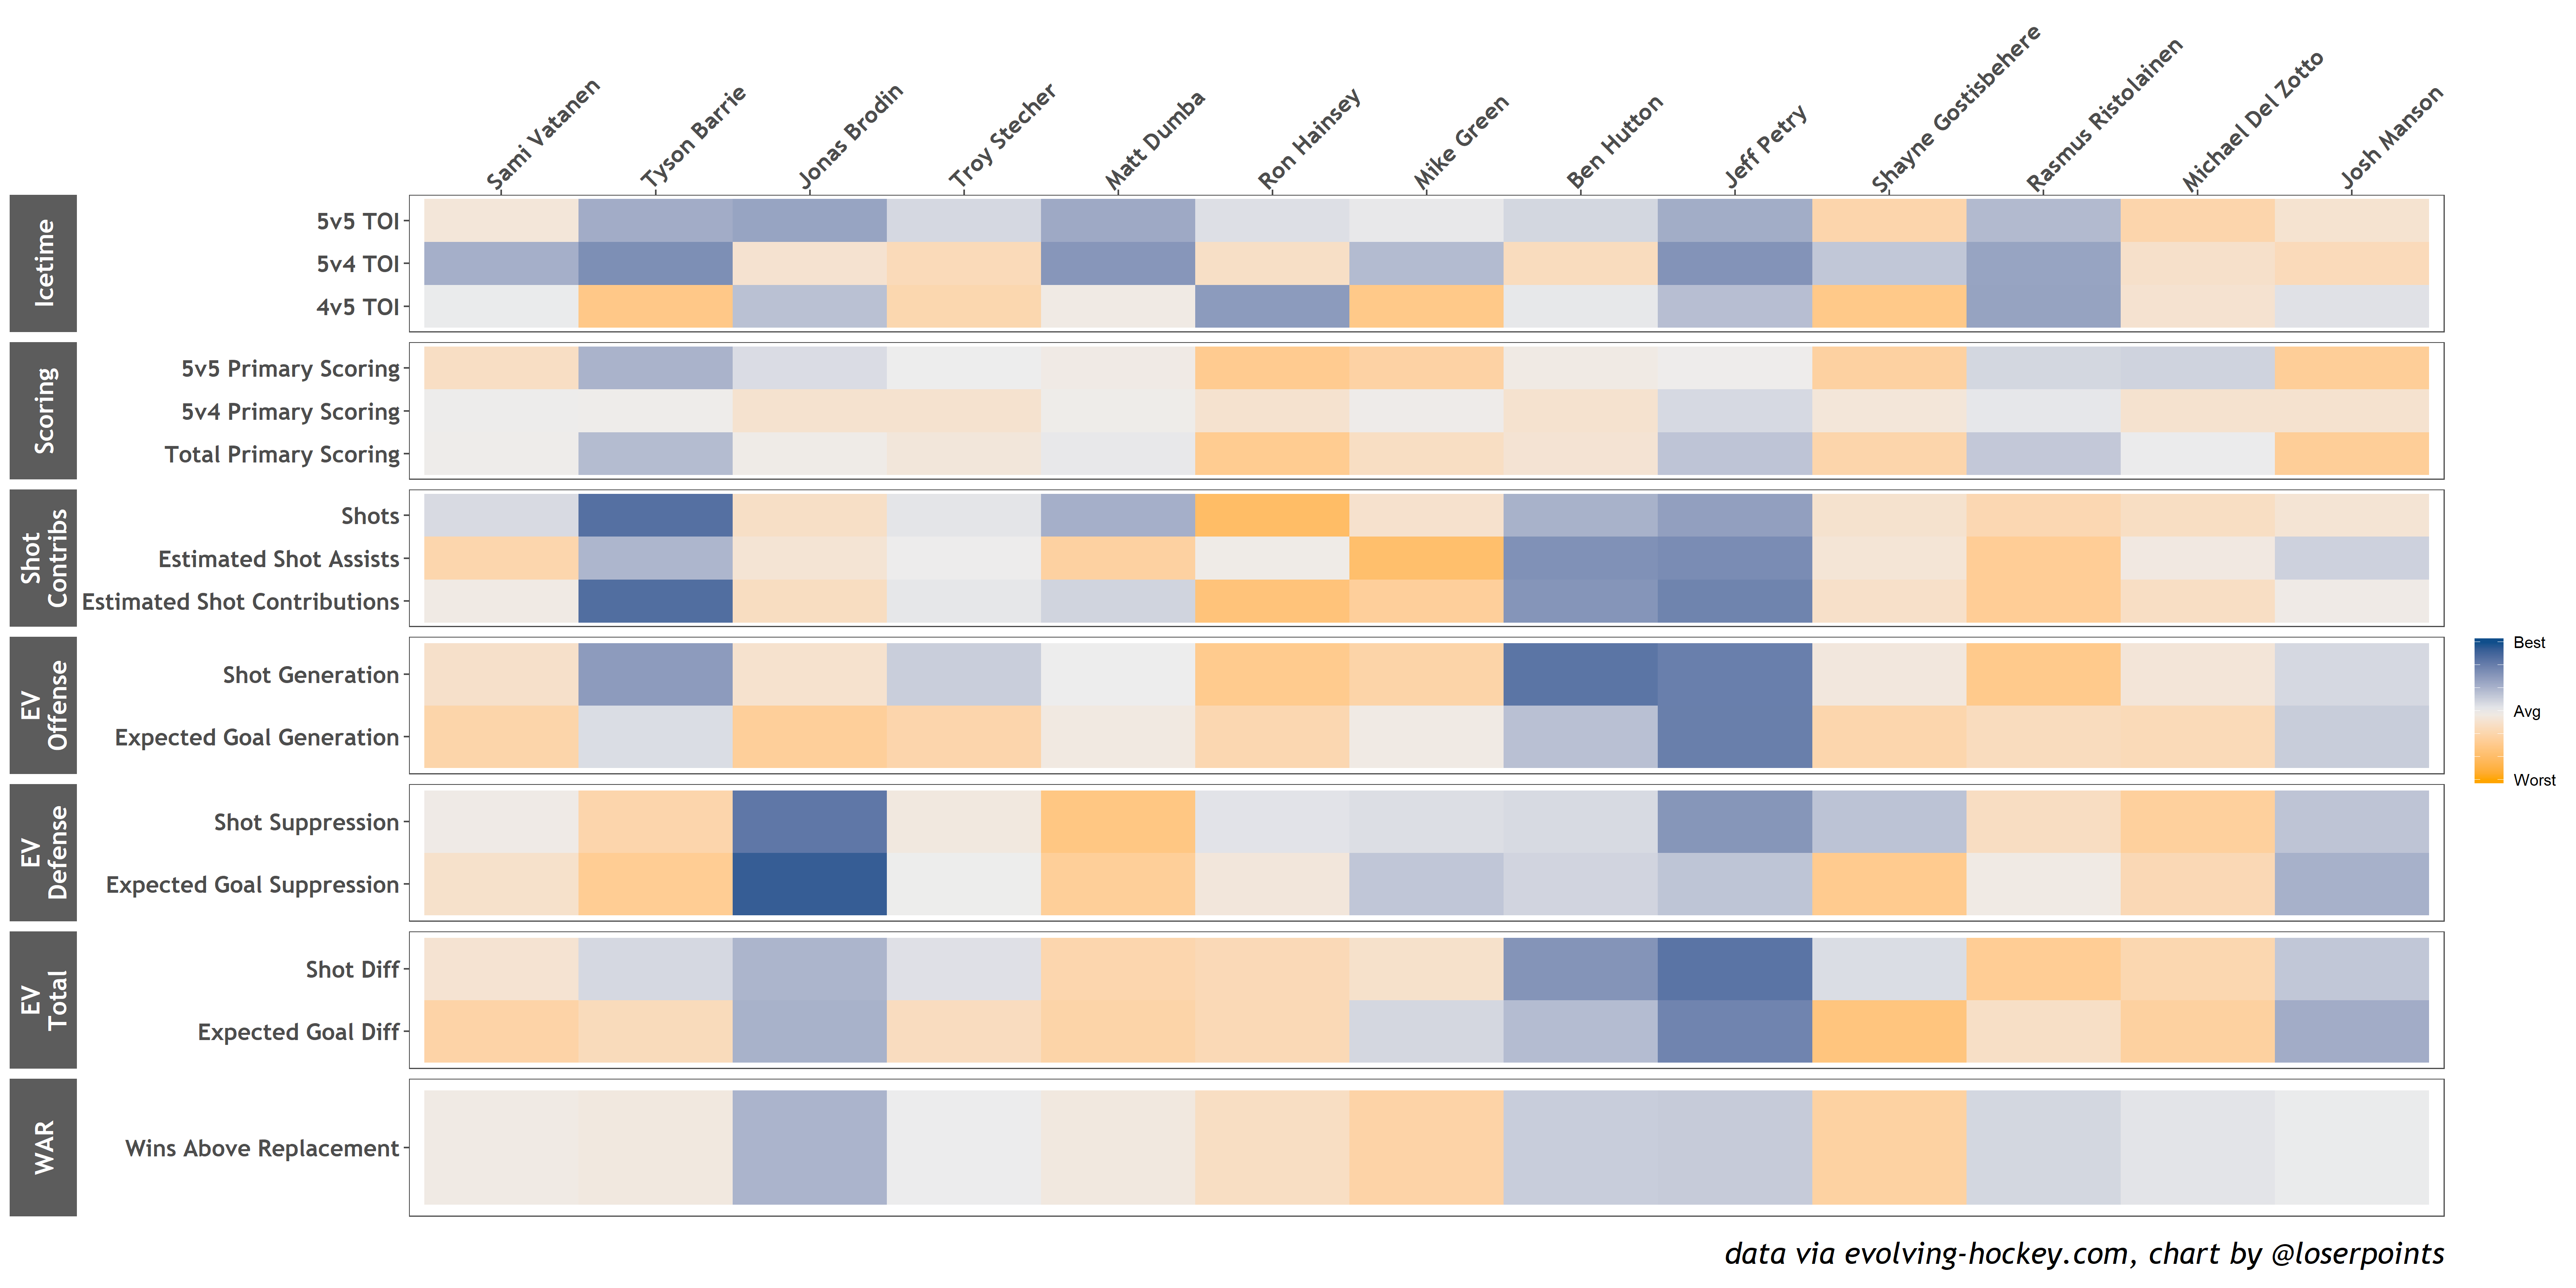 Sami Vatanen
Tyson Barrie
Jonas Brodin
Troy Stecher
Matt Dumba
Ron Hainsey
Mike Green
Ben Hutton
Jeff Petry
Shayne Gostisbehere
Rasmus Ristolainen
Michael Del Zotto
Josh Manson
Icetime
5v5 TOI
5v4 TOI
4v5 TOI
Scoring
5v5 Primary Scoring
5v4 Primary Scoring
Total Primary Scoring
Shot
Contribs
Shots
Estimated Shot Assists
Estimated Shot Contributions
EV
Offense
Shot Generation
Expected Goal Generation
EV
Defense
Shot Suppression
Expected Goal Suppression
EV
Total
Shot Diff
Expected Goal Diff
WAR
Wins Above Replacement
Best
Avg
Worst
data via evolving-hockey.com, chart by @loserpoints